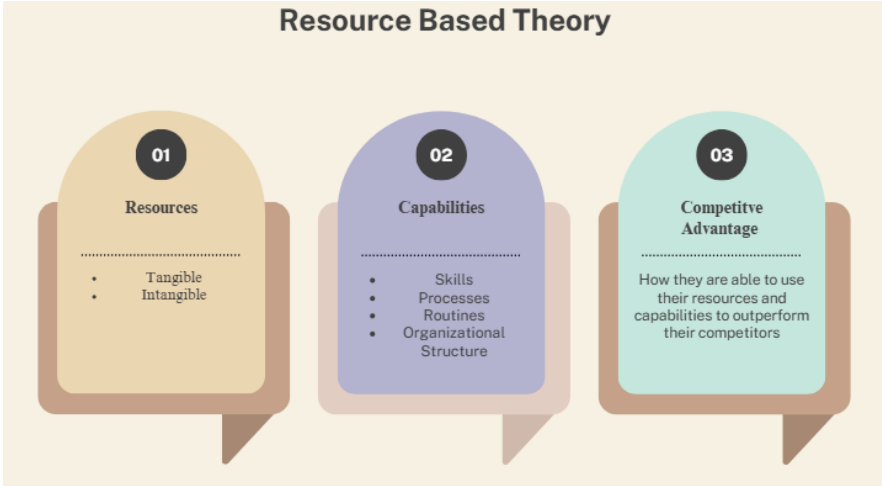 Resource Based Theory
01
Resources
• Tangible
• Intangible
02
Capabilities
• Skills
• Processes
• Routines
• Organizational
Structure
03
Competitve
Advantage
How they are able to use
their resources and
capabilities to outperform
their competitors